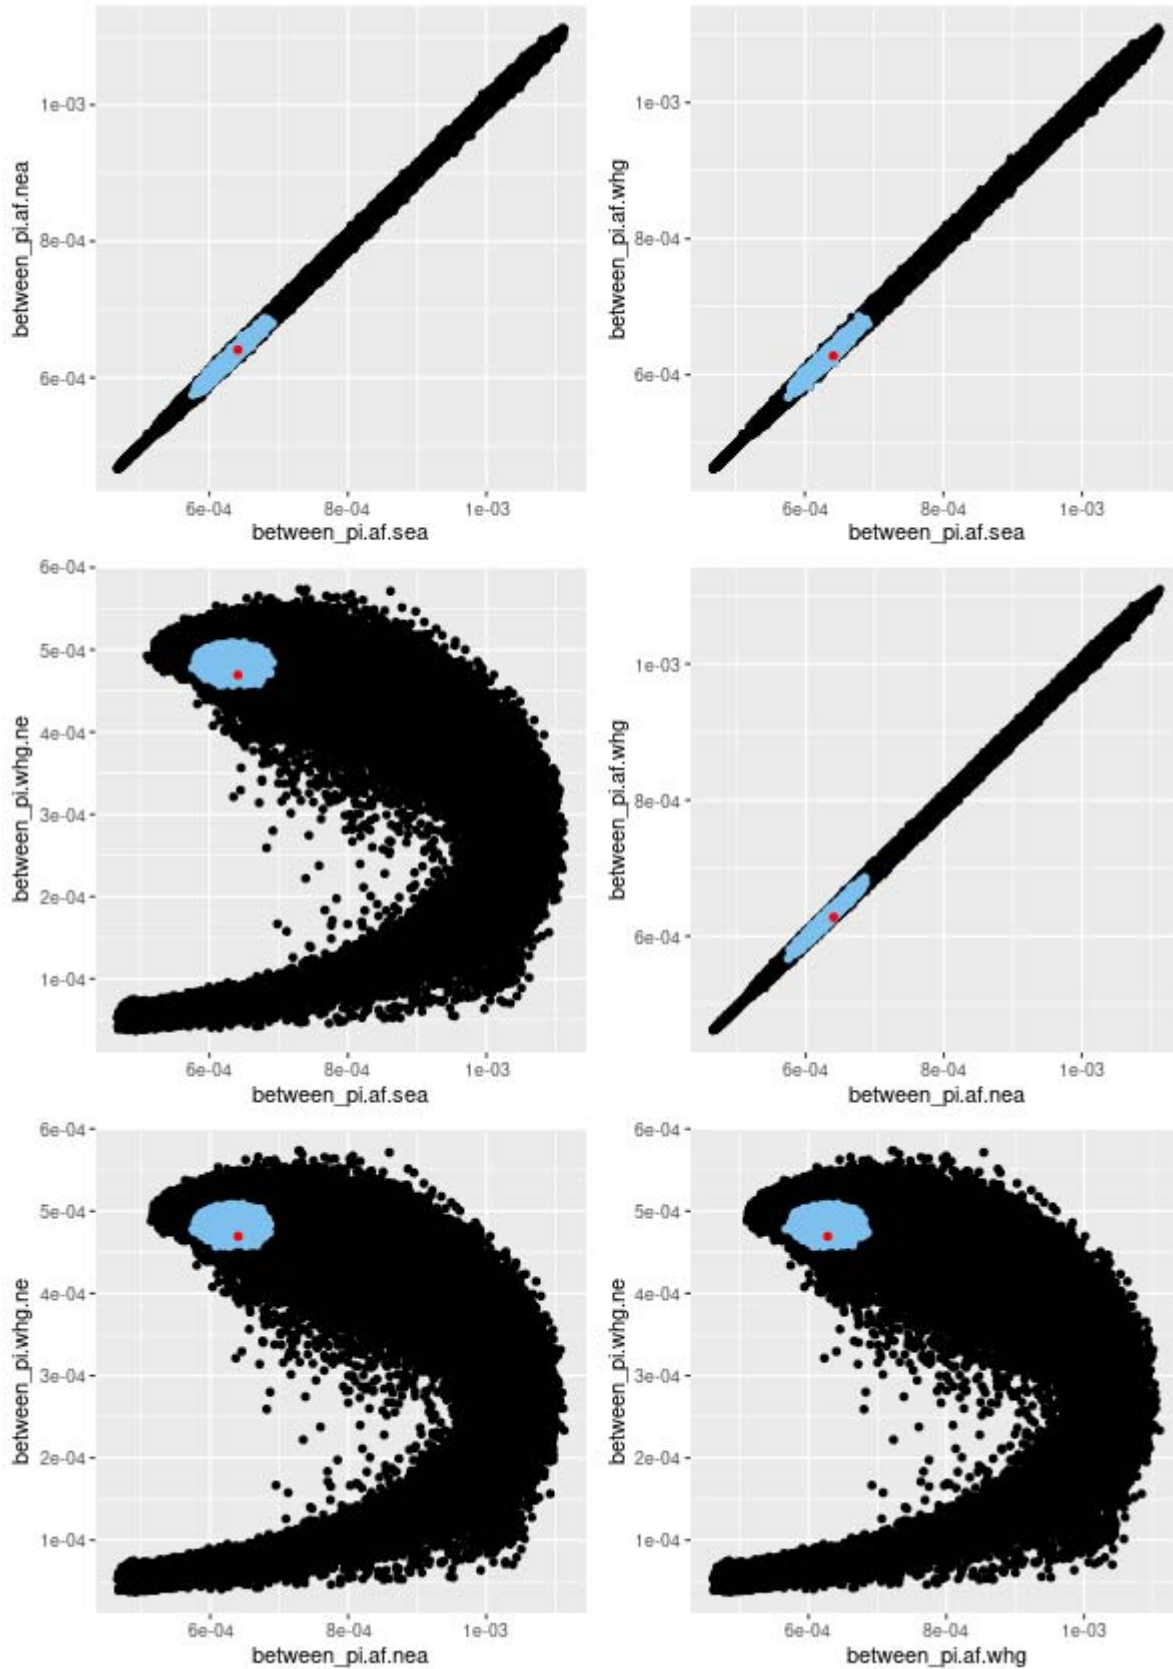 between_pi.af.nea
1e-03
8e-04
6e-04
6e-04 8e-04 1e-03
between_pi.af.sea
between_pi.af.whg
1e-03
8e-04
6e-04
6e-04 8e-04 1e-03
between_pi.af.sea
between_pi.whg.ne
6e-04
5e-04
4e-04
3e-04
2e-04
1e-04
6e-04 8e-04 1e-03
between_pi.af.sea
between_pi.af.whg
1e-03
8e-04
6e-04
6e-04 8e-04 1e-03
between_pi.af.nea
between_pi.whg.ne
6e-04
5e-04
4e-04
3e-04
2e-04
1e-04
6e-04 8e-04 1e-03
between_pi.af.nea
between_pi.whg.ne
6e-04
5e-04
4e-04
3e-04
2e-04
1e-04
6e-04 8e-04 1e-03
between_pi.af.whg